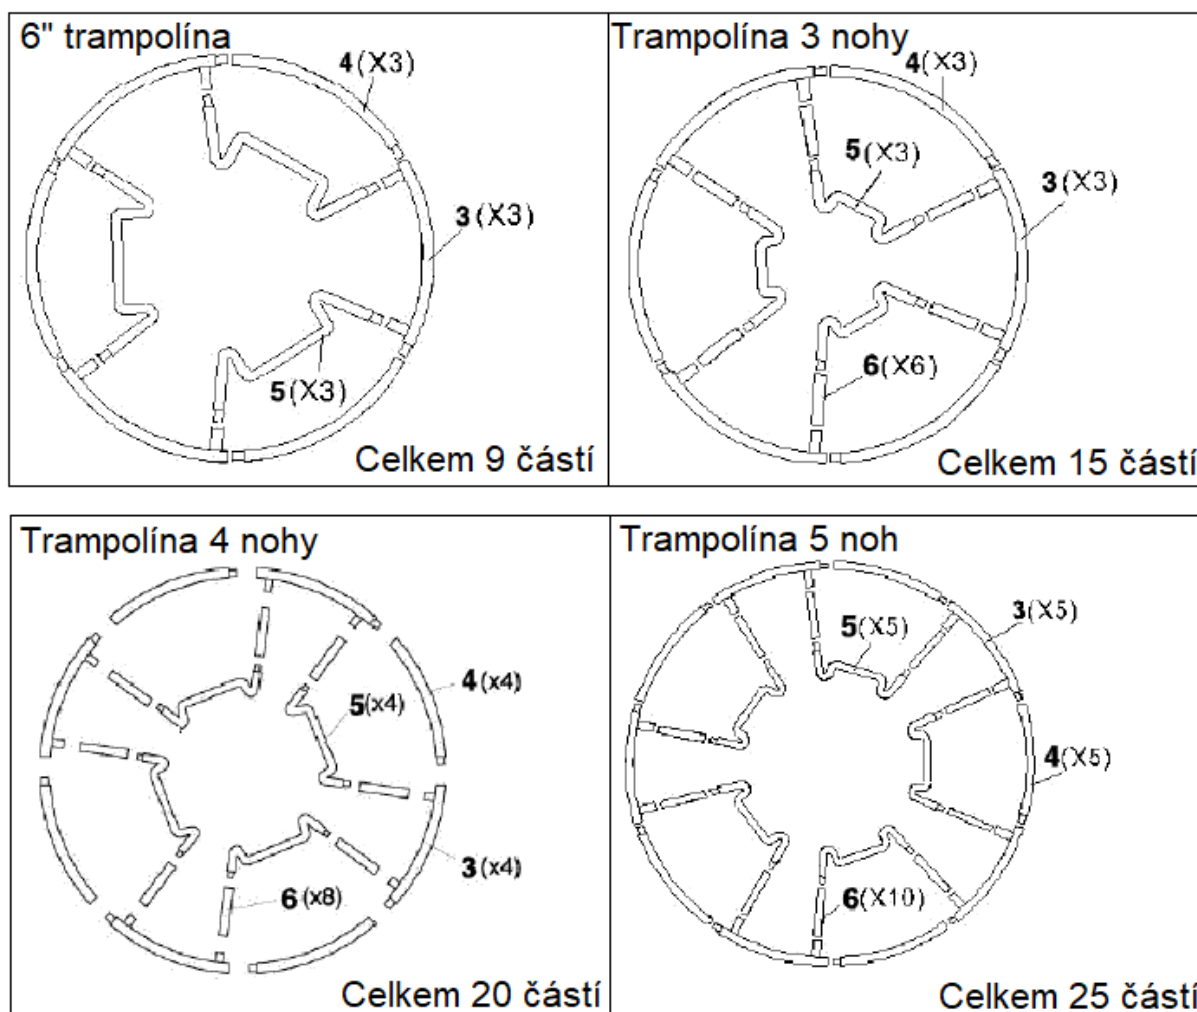 6" trampolína
4(X3)
3(X3)
5(X3)
Celkem 9 částí
Trampolína 3 nohy
4(X3)
5(X3)
3(X3)
6(X6)
Celkem 15 částí
Trampolína 4 nohy
4(x4)
5(x4)
3(x4)
6(x8)
Celkem 20 částí
Trampolína 5 noh
3(X5)
5(X5)
4(X5)
6(X10)
Celkem 25 částí